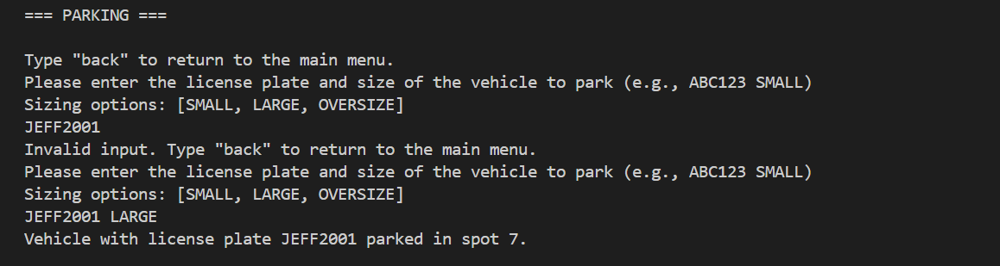 === PARKING ===
Type "back" to return to the main menu.
Please enter the license plate and size of the vehicle to park (e.g., ABC123 SMALL)
Sizing options: [SMALL, LARGE, OVERSIZE]
JEFF2001
Invalid input. Type "back" to return to the main menu.
Please enter the license plate and size of the vehicle to park (e.g., ABC123 SMALL)
Sizing options: [SMALL, LARGE, OVERSIZE]
JEFF2001 LARGE
Vehicle with license plate JEFF2001 parked in spot 7.